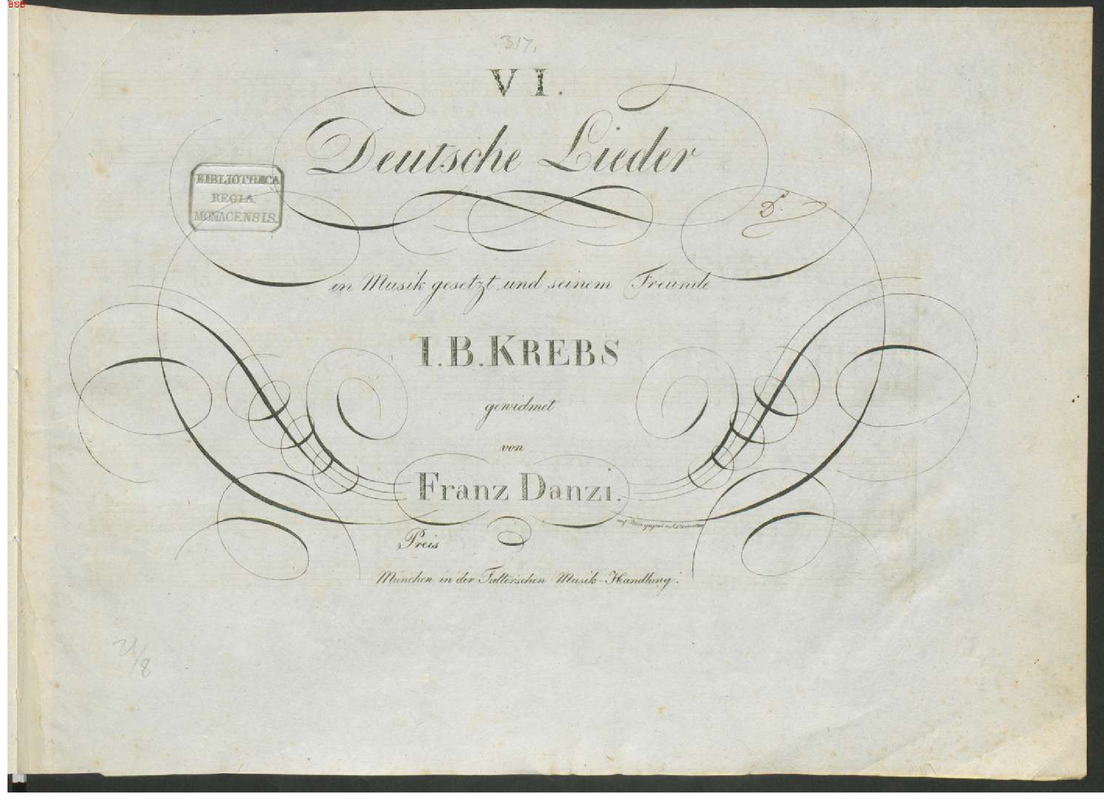 317.
VI.
Deutsche Lieder
BIBLIOTHECA
REGIA
MONACENSIS.
in Musik gesetzt, und seinem Freunde
I. B. KREBS
gewidmet
von
Franz Danzi.
Preis
München in der Falterschen Musik-Handlung.